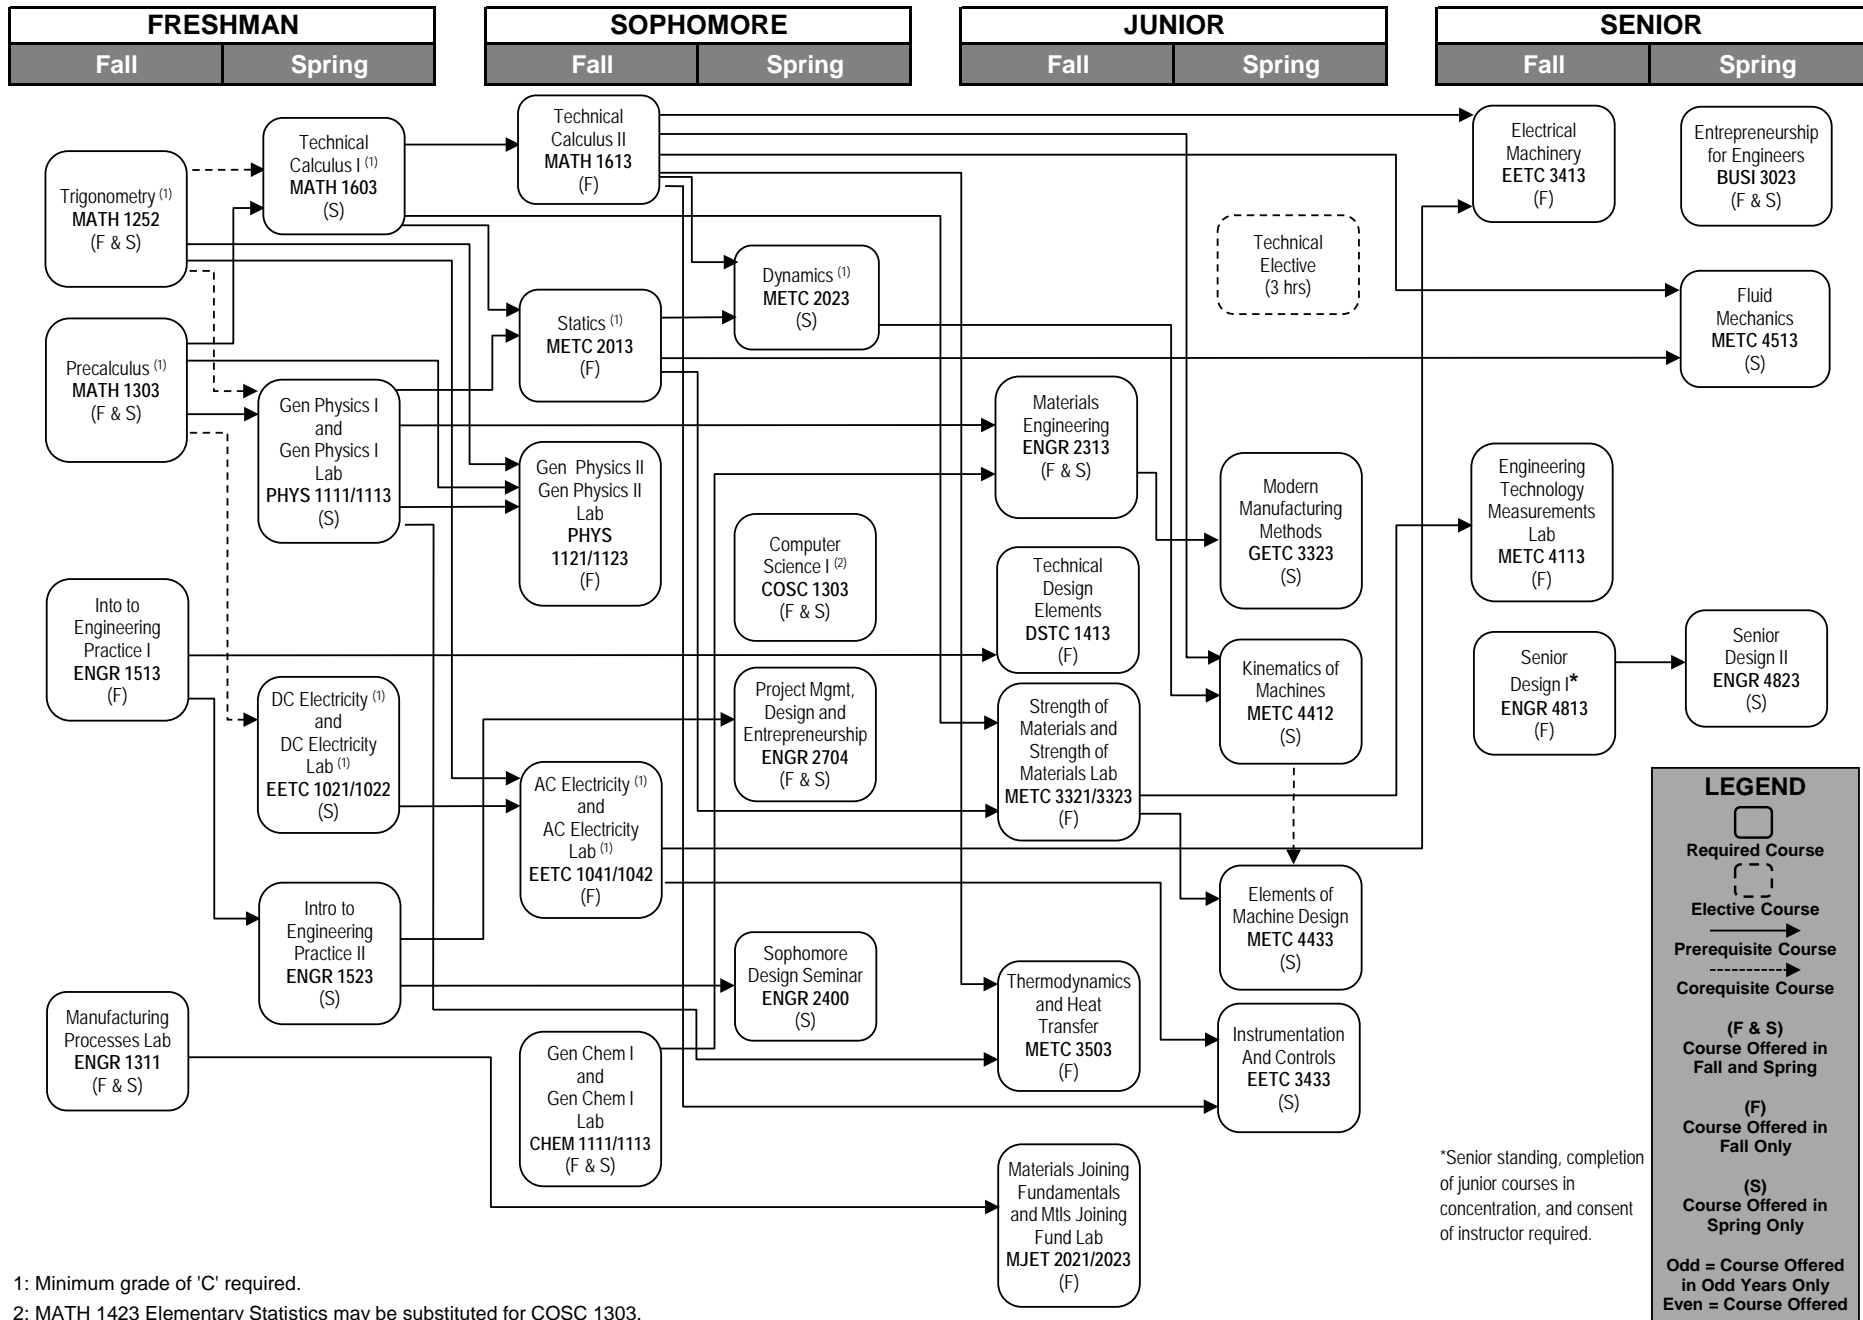 FRESHMAN
Fall
Spring
SOPHOMORE
Fall
Spring
JUNIOR
Fall
Spring
SENIOR
Fall
Spring
Trigonometry (1)
MATH 1252
(F & S)
Precalculus (1)
MATH 1303
(F & S)
Into to
Engineering
Practice I
ENGR 1513
(F)
Manufacturing
Processes Lab
ENGR 1311
(F & S)
Technical
Calculus I (1)
MATH 1603
(S)
Gen Physics I
and
Gen Physics I
Lab
PHYS 1111/1113
(S)
DC Electricity (1)
and
DC Electricity
Lab (1)
EETC 1021/1022
(S)
Intro to
Engineering
Practice II
ENGR 1523
(S)
Technical
Calculus II
MATH 1613
(F)
Statics (1)
METC 2013
(F)
Gen Physics II
Gen Physics II
Lab
PHYS
1121/1123
(F)
AC Electricity (1)
and
AC Electricity
Lab (1)
EETC 1041/1042
(F)
Gen Chem I
and
Gen Chem I
Lab
CHEM 1111/1113
(F & S)
Dynamics (1)
METC 2023
(S)
Computer
Science I (2)
COSC 1303
(F & S)
Project Mgmt,
Design and
Entrepreneurship
ENGR 2704
(F & S)
Sophomore
Design Seminar
ENGR 2400
(S)
Materials
Engineering
ENGR 2313
(F & S)
Technical
Design
Elements
DSTC 1413
(F)
Strength of
Materials and
Strength of
Materials Lab
METC 3321/3323
(F)
Thermodynamics
and Heat
Transfer
METC 3503
(F)
Materials Joining
Fundamentals
and Mtls Joining
Fund Lab
MJET 2021/2023
(F)
Technical
Elective
(3 hrs)
Modern
Manufacturing
Methods
GETC 3323
(S)
Kinematics of
Machines
METC 4412
(S)
Elements of
Machine Design
METC 4433
(S)
Instrumentation
And Controls
EETC 3433
(S)
Electrical
Machinery
EETC 3413
(F)
Engineering
Technology
Measurements
Lab
METC 4113
(F)
Senior
Design I*
ENGR 4813
(F)
Entrepreneurship
for Engineers
BUSI 3023
(F & S)
Fluid
Mechanics
METC 4513
(S)
Senior
Design II
ENGR 4823
(S)
*Senior standing, completion
of junior courses in
concentration, and consent
of instructor required.
LEGEND
Required Course
Elective Course
Prerequisite Course
Corequisite Course
(F & S)
Course Offered in
Fall and Spring
(F)
Course Offered in
Fall Only
(S)
Course Offered in
Spring Only
Odd = Course Offered
in Odd Years Only
Even = Course Offered
1: Minimum grade of 'C' required.
2: MATH 1423 Elementary Statistics may be substituted for COSC 1303.